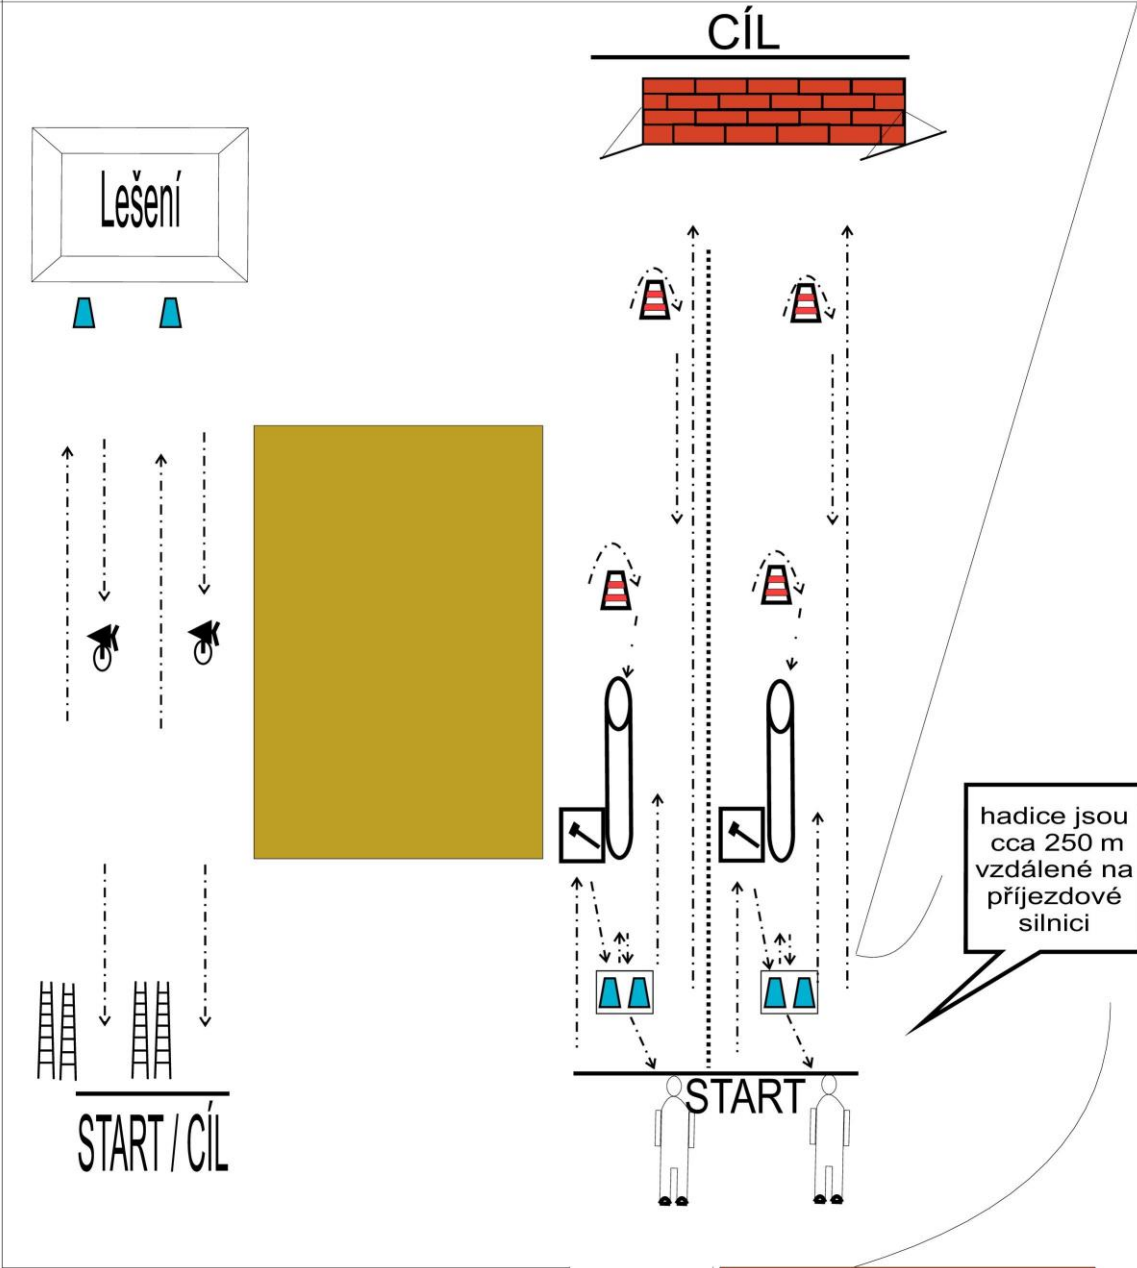 CÍL
Lešení
hadice jsou
cca 250 m
vzdálené na
příjezdové
silnici
START
START / CÍL